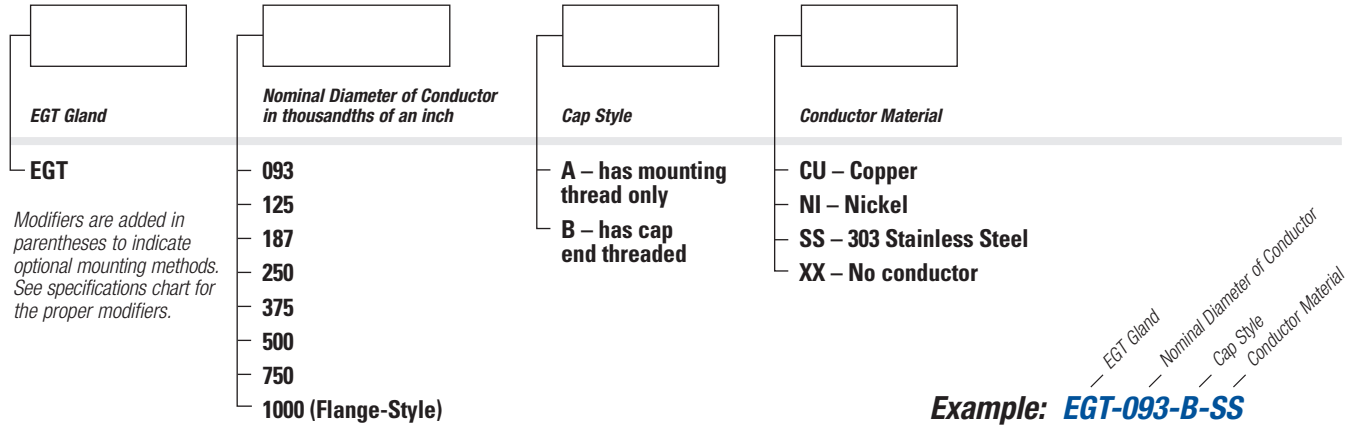 EGT Gland
EGT
Modifiers are added in
parentheses to indicate
optional mounting methods.
See specifications chart for
the proper modifiers.
Nominal Diameter of Conductor
in thousandths of an inch
093
125
187
250
375
500
750
1000 (Flange-Style)
Cap Style
A – has mounting
thread only
B – has cap
end threaded
Conductor Material
CU – Copper
NI – Nickel
SS – 303 Stainless Steel
XX – No conductor
EGT Gland
Nominal Diameter of Conductor
Cap Style
Conductor Material
Example: EGT-093-B-SS